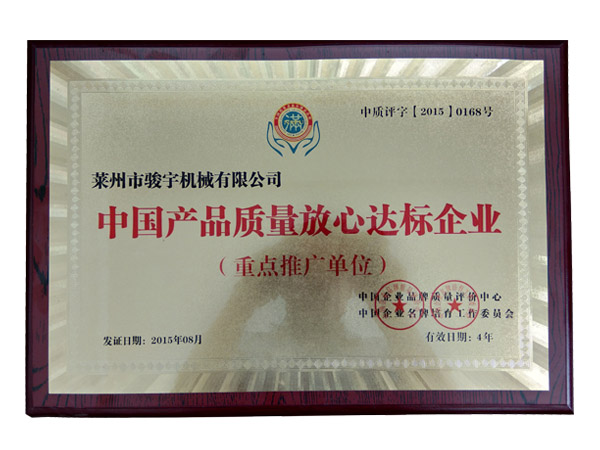 中质评字【2015】0168号
满
莱州市骏宇机械有限公司
中国产品质量放心达标企业
（重点推广单位）
中国企业品牌质量评价中心
中国企业名牌培育工作委员会
发证日期：2015年08月
有效日期：4年